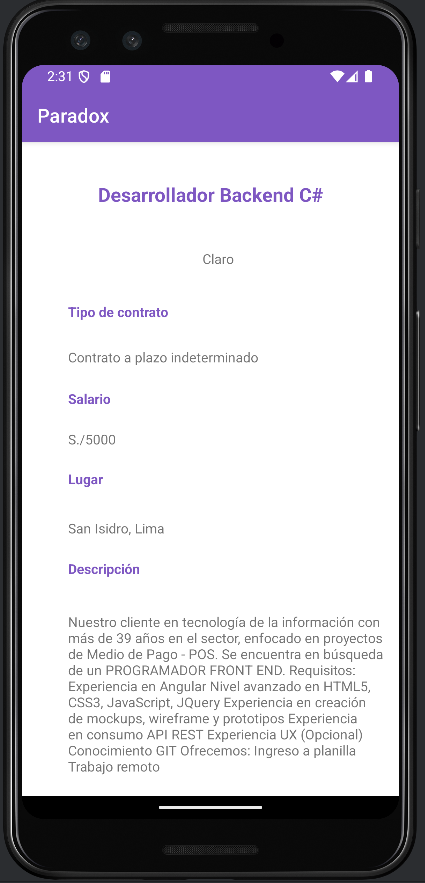 2:31
Paradox
Desarrollador Backend C#
Claro
Tipo de contrato
Contrato a plazo indeterminado
Salario
S./5000
Lugar
San Isidro, Lima
Descripción
Nuestro cliente en tecnología de la información con
más de 39 años en el sector, enfocado en proyectos
de Medio de Pago - POS. Se encuentra en búsqueda
de un PROGRAMADOR FRONT END. Requisitos:
Experiencia en Angular Nivel avanzado en HTML5,
CSS3, JavaScript, JQuery Experiencia en creación
de mockups, wireframe y prototipos Experiencia
en consumo API REST Experiencia UX (Opcional)
Conocimiento GIT Ofrecemos: Ingreso a planilla
Trabajo remoto